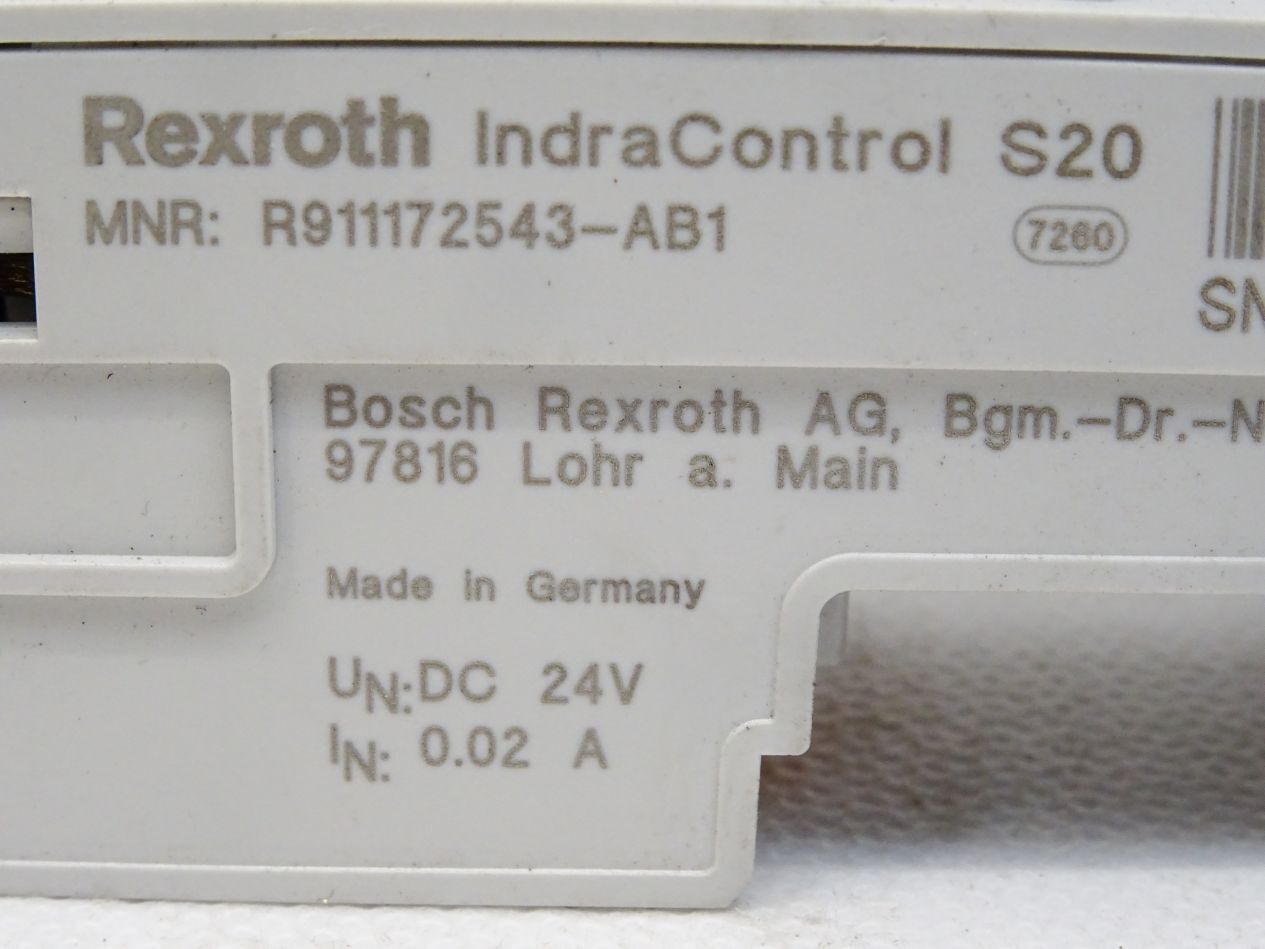 Rexroth IndraControl S20
MNR: R911172543-AB1
7260
SN
Bosch Rexroth AG, Bgm.-Dr.-N
97816 Lohr a. Main
Made in Germany
UN: DC 24V
IN: 0.02 A